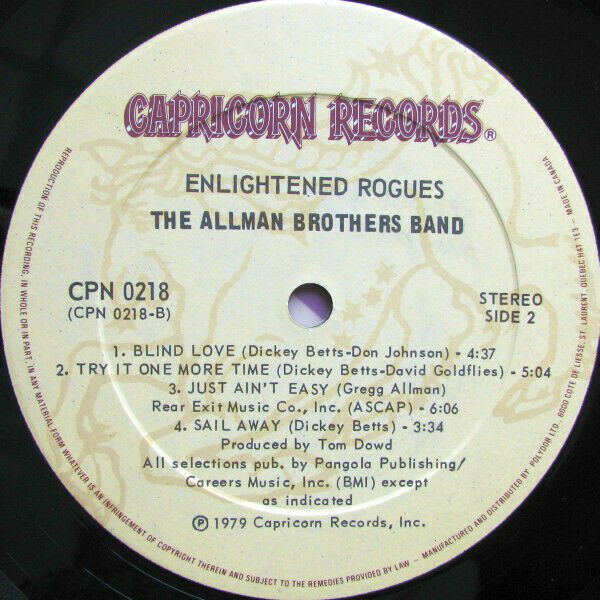 CAPRICORN RECORDS®
ENLIGHTENED ROGUES
THE ALLMAN BROTHERS BAND
CPN 0218
(CPN 0218-B)
STEREO
SIDE 2
1. BLIND LOVE (Dickey Betts-Don Johnson) - 4:37
2. TRY IT ONE MORE TIME (Dickey Betts-David Goldflies) - 5:04
3. JUST AIN'T EASY (Gregg Allman)
Rear Exit Music Co., Inc. (ASCAP) - 6:06
4. SAIL AWAY (Dickey Betts) - 3:34
Produced by Tom Dowd
All selections pub. by Pangola Publishing/
Careers Music, Inc. (BMI) except
as indicated
℗ 1979 Capricorn Records, Inc.
REPRODUCTION OF THIS RECORDING, IN WHOLE OR IN PART, IN ANY MATERIAL FORM WHATEVER IS AN INFRINGEMENT OF COPYRIGHT THEREIN AND SUBJECT TO THE REMEDIES PROVIDED BY LAW – MANUFACTURED AND DISTRIBUTED BY POLYDOR LTD. 6000 COTE DE LIESSE, ST. LAURENT, QUEBEC H4T 1E3 – MADE IN CANADA